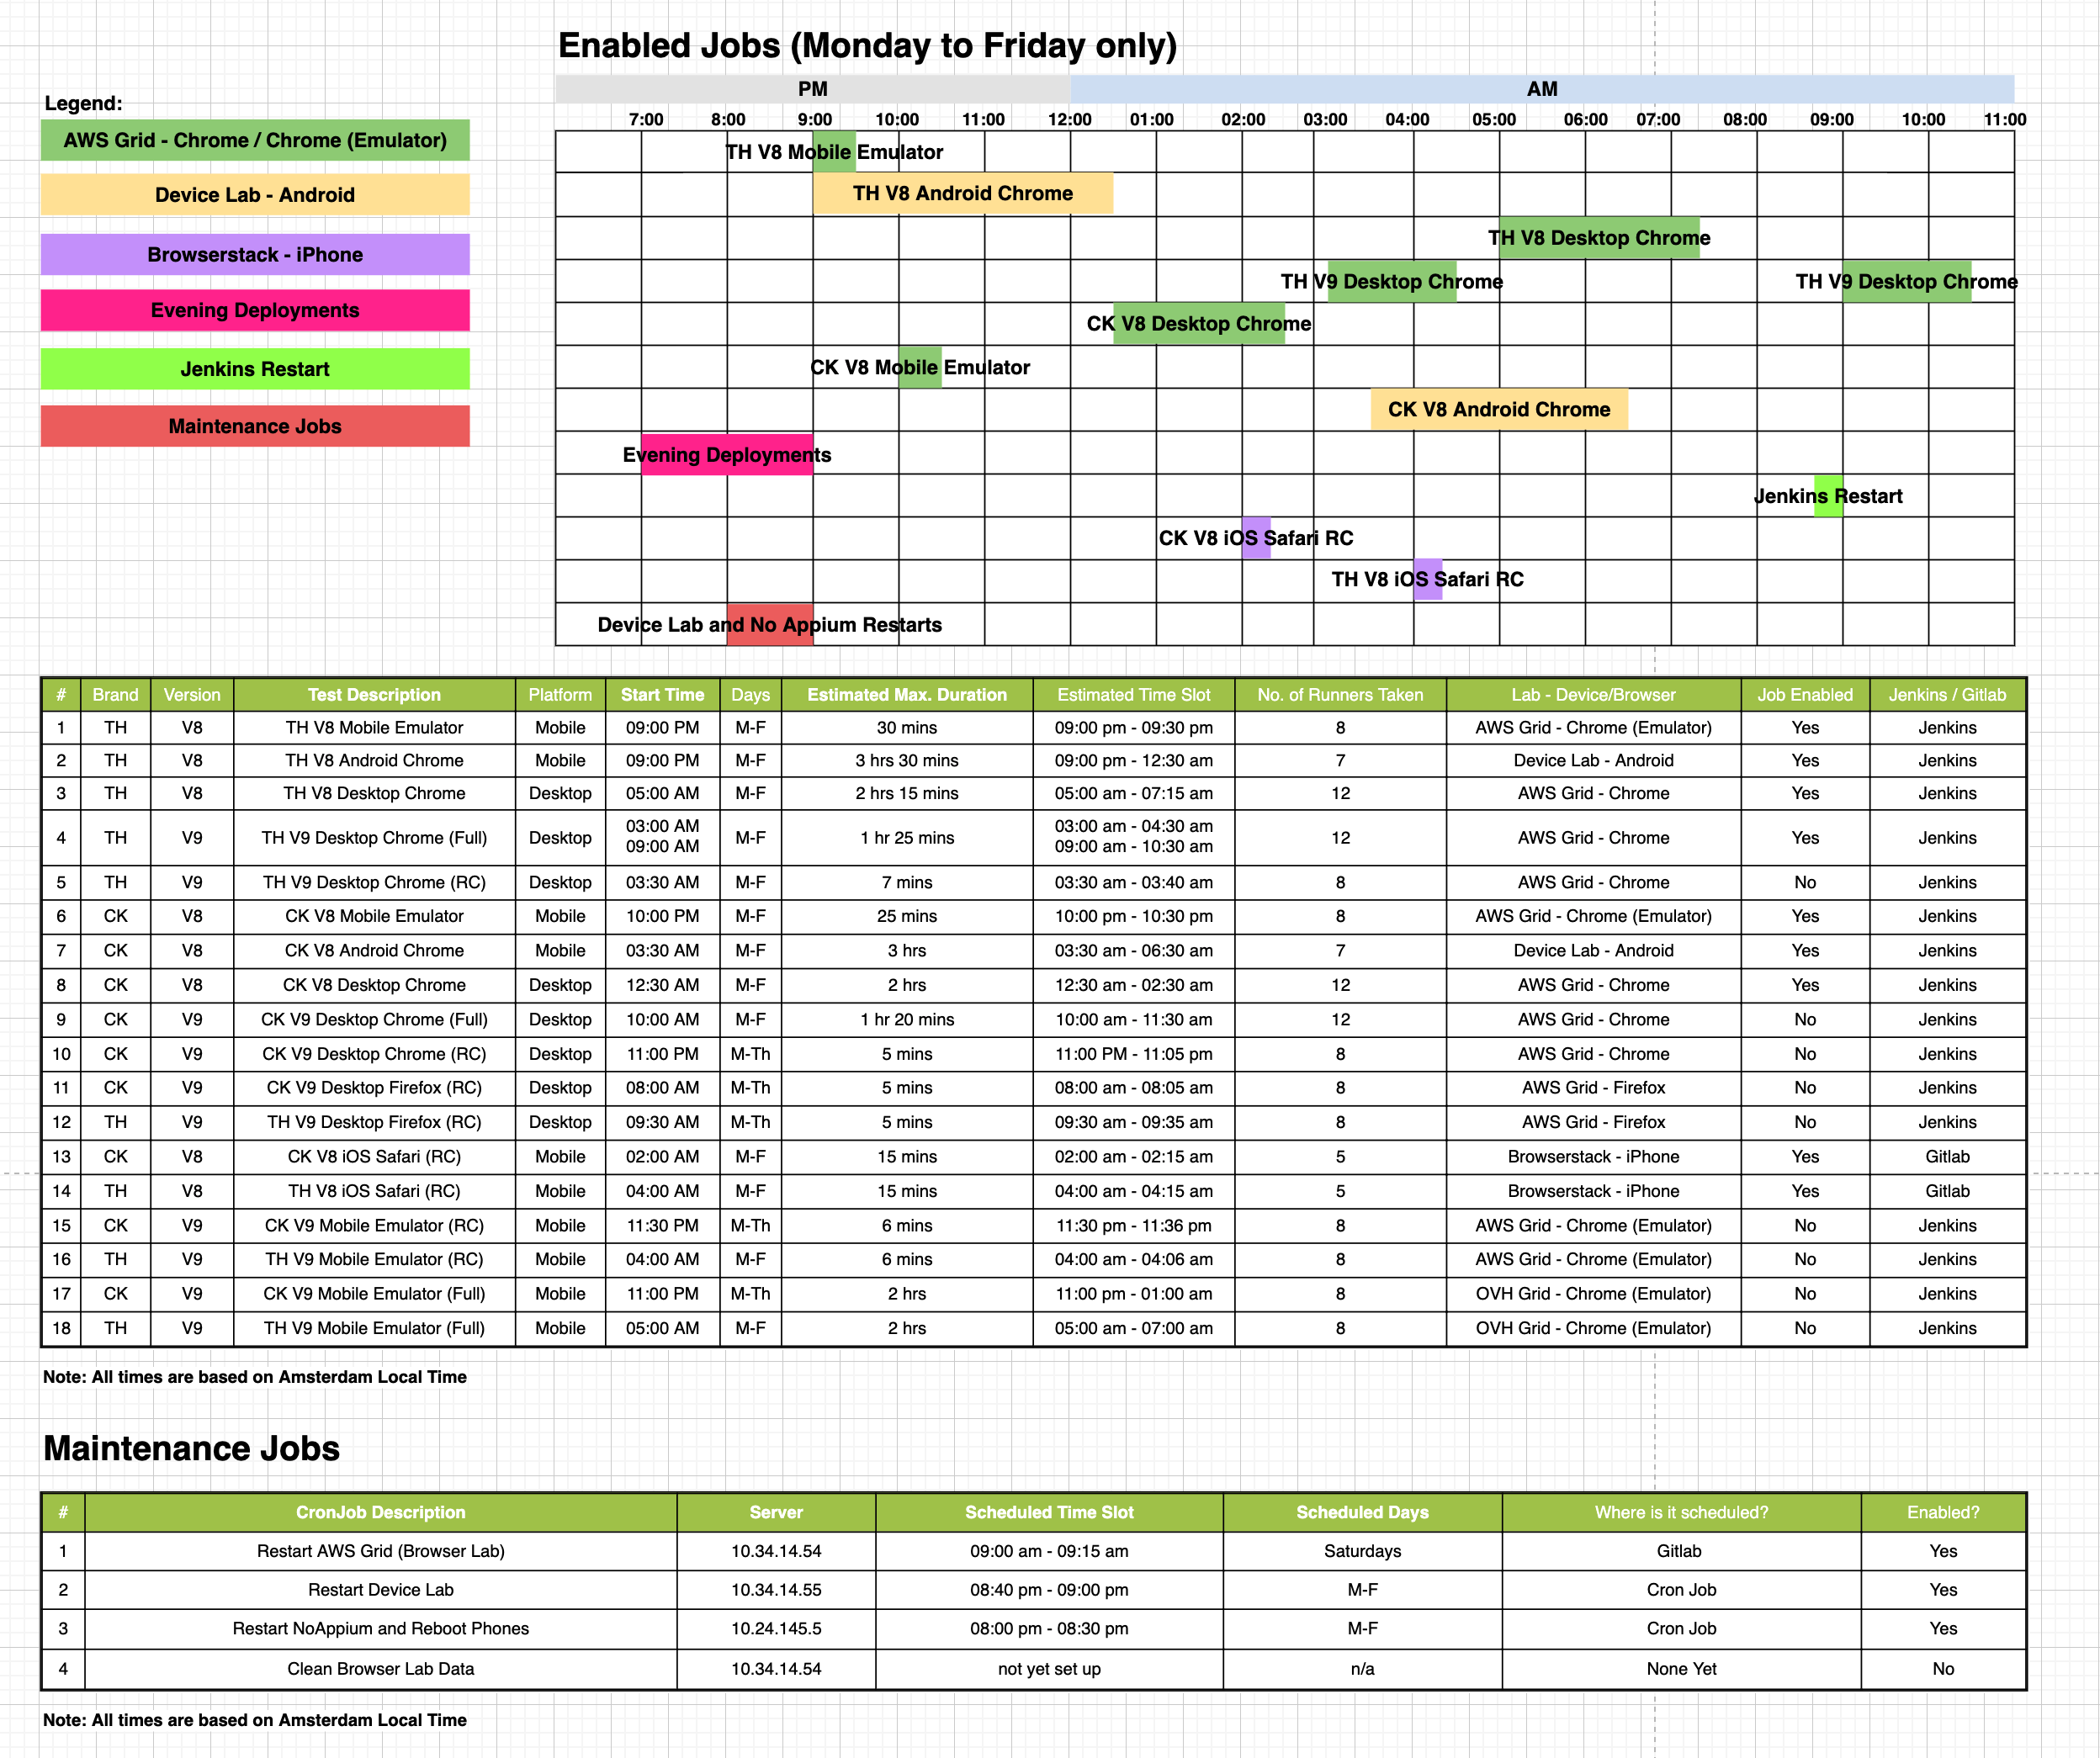 Enabled Jobs (Monday to Friday only)
PM AM
Legend:
7:00 8:00 9:00 10:00 11:00 12:00 01:00 02:00 03:00 04:00 05:00 06:00 07:00 08:00 09:00 10:00 11:00
AWS Grid - Chrome / Chrome (Emulator)
Device Lab - Android
Browserstack - iPhone
Evening Deployments
Jenkins Restart
Maintenance Jobs
TH V8 Mobile Emulator
TH V8 Android Chrome
TH V8 Desktop Chrome
TH V9 Desktop Chrome TH V9 Desktop Chrome
CK V8 Desktop Chrome
CK V8 Mobile Emulator
CK V8 Android Chrome
Evening Deployments
Jenkins Restart
CK V8 iOS Safari RC
TH V8 iOS Safari RC
Device Lab and No Appium Restarts
# Brand Version Test Description Platform Start Time Days Estimated Max. Duration Estimated Time Slot No. of Runners Taken Lab - Device/Browser Job Enabled Jenkins / Gitlab
1 TH V8 TH V8 Mobile Emulator Mobile 09:00 PM M-F 30 mins 09:00 pm - 09:30 pm 8 AWS Grid - Chrome (Emulator) Yes Jenkins
2 TH V8 TH V8 Android Chrome Mobile 09:00 PM M-F 3 hrs 30 mins 09:00 pm - 12:30 am 7 Device Lab - Android Yes Jenkins
3 TH V8 TH V8 Desktop Chrome Desktop 05:00 AM M-F 2 hrs 15 mins 05:00 am - 07:15 am 12 AWS Grid - Chrome Yes Jenkins
03:00 AM 03:00 am - 04:30 am
4 TH V9 TH V9 Desktop Chrome (Full) Desktop M-F 1 hr 25 mins 12 AWS Grid - Chrome Yes Jenkins
09:00 AM 09:00 am - 10:30 am
5 TH V9 TH V9 Desktop Chrome (RC) Desktop 03:30 AM M-F 7 mins 03:30 am - 03:40 am 8 AWS Grid - Chrome No Jenkins
6 CK V8 CK V8 Mobile Emulator Mobile 10:00 PM M-F 25 mins 10:00 pm - 10:30 pm 8 AWS Grid - Chrome (Emulator) Yes Jenkins
7 CK V8 CK V8 Android Chrome Mobile 03:30 AM M-F 3 hrs 03:30 am - 06:30 am 7 Device Lab - Android Yes Jenkins
8 CK V8 CK V8 Desktop Chrome Desktop 12:30 AM M-F 2 hrs 12:30 am - 02:30 am 12 AWS Grid - Chrome Yes Jenkins
9 CK V9 CK V9 Desktop Chrome (Full) Desktop 10:00 AM M-F 1 hr 20 mins 10:00 am - 11:30 am 12 AWS Grid - Chrome No Jenkins
10 CK V9 CK V9 Desktop Chrome (RC) Desktop 11:00 PM M-Th 5 mins 11:00 PM - 11:05 pm 8 AWS Grid - Chrome No Jenkins
11 CK V9 CK V9 Desktop Firefox (RC) Desktop 08:00 AM M-Th 5 mins 08:00 am - 08:05 am 8 AWS Grid - Firefox No Jenkins
12 TH V9 TH V9 Desktop Firefox (RC) Desktop 09:30 AM M-Th 5 mins 09:30 am - 09:35 am 8 AWS Grid - Firefox No Jenkins
13 CK V8 CK V8 iOS Safari (RC) Mobile 02:00 AM M-F 15 mins 02:00 am - 02:15 am 5 Browserstack - iPhone Yes Gitlab
14 TH V8 TH V8 iOS Safari (RC) Mobile 04:00 AM M-F 15 mins 04:00 am - 04:15 am 5 Browserstack - iPhone Yes Gitlab
15 CK V9 CK V9 Mobile Emulator (RC) Mobile 11:30 PM M-Th 6 mins 11:30 pm - 11:36 pm 8 AWS Grid - Chrome (Emulator) No Jenkins
16 TH V9 TH V9 Mobile Emulator (RC) Mobile 04:00 AM M-F 6 mins 04:00 am - 04:06 am 8 AWS Grid - Chrome (Emulator) No Jenkins
17 CK V9 CK V9 Mobile Emulator (Full) Mobile 11:00 PM M-Th 2 hrs 11:00 pm - 01:00 am 8 OVH Grid - Chrome (Emulator) No Jenkins
18 TH V9 TH V9 Mobile Emulator (Full) Mobile 05:00 AM M-F 2 hrs 05:00 am - 07:00 am 8 OVH Grid - Chrome (Emulator) No Jenkins
Note: All times are based on Amsterdam Local Time
Maintenance Jobs
# CronJob Description Server Scheduled Time Slot Scheduled Days Where is it scheduled? Enabled?
1 Restart AWS Grid (Browser Lab) 10.34.14.54 09:00 am - 09:15 am Saturdays Gitlab Yes
2 Restart Device Lab 10.34.14.55 08:40 pm - 09:00 pm M-F Cron Job Yes
3 Restart NoAppium and Reboot Phones 10.24.145.5 08:00 pm - 08:30 pm M-F Cron Job Yes
4 Clean Browser Lab Data 10.34.14.54 not yet set up n/a None Yet No
Note: All times are based on Amsterdam Local Time